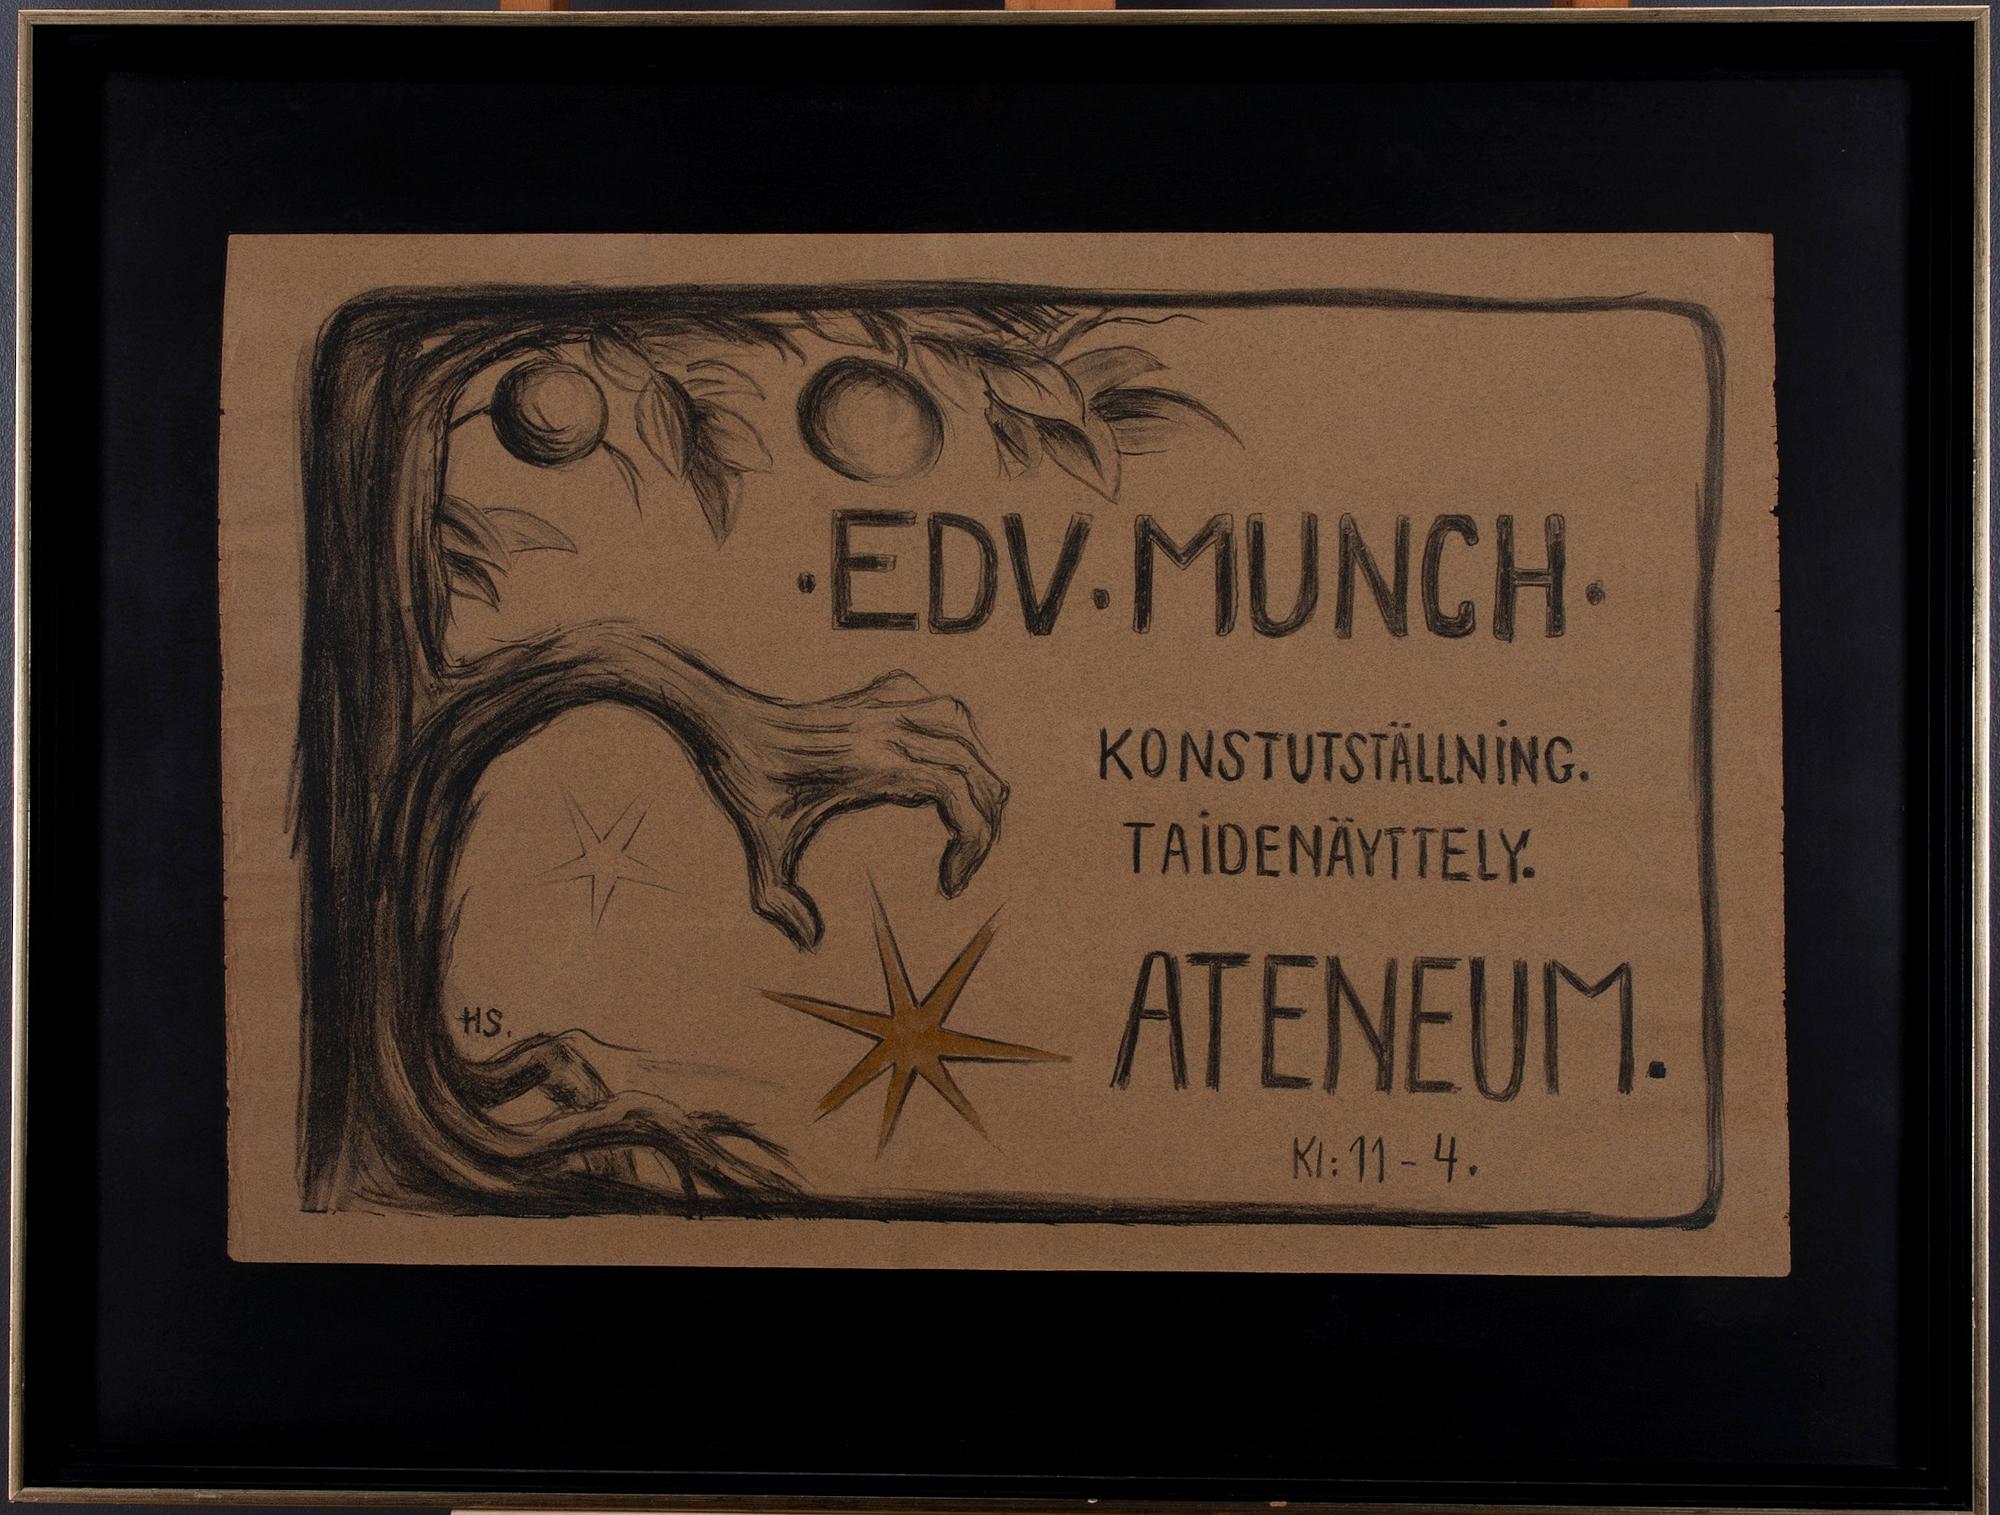 ·EDV·MUNCH·
KONSTUTSTÄLLNING.
TAIDENÄYTTELY.
ATENEUM.
HS.
Kl: 11 - 4.